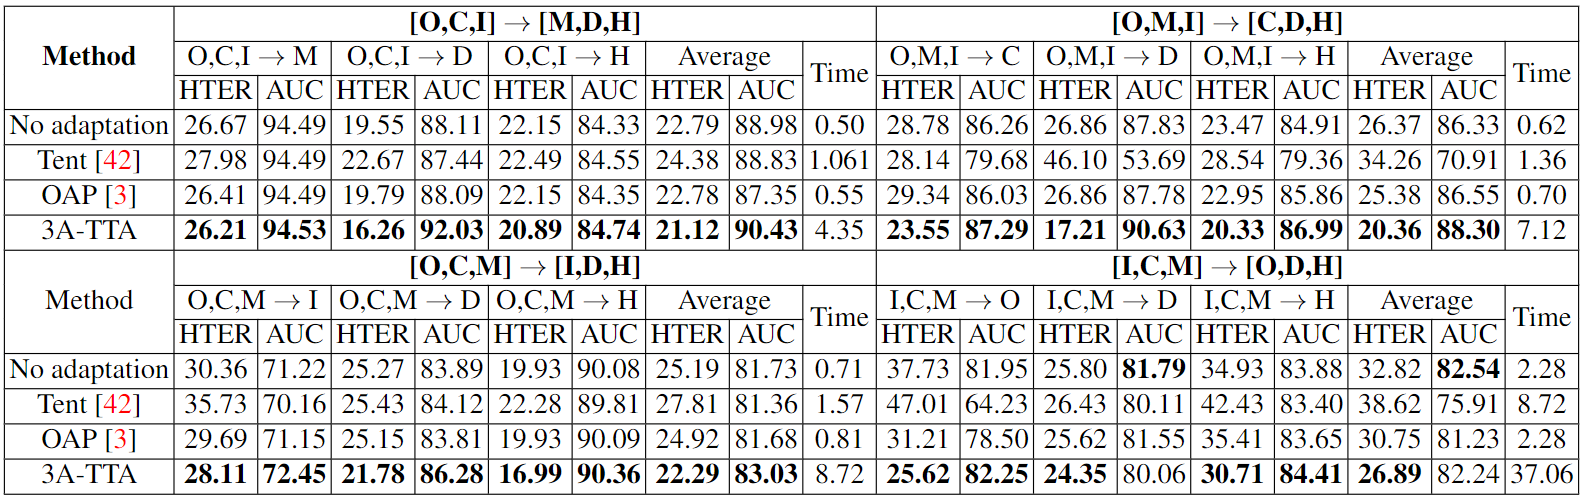 Method [O,C,I] → [M,D,H] [O,M,I] → [C,D,H]
O,C,I → M O,C,I → D O,C,I → H Average Time O,M,I → C O,M,I → D O,M,I → H Average Time
HTER AUC HTER AUC HTER AUC HTER AUC HTER AUC HTER AUC HTER AUC HTER AUC
No adaptation 26.67 94.49 19.55 88.11 22.15 84.33 22.79 88.98 0.50 28.78 86.26 26.86 87.83 23.47 84.91 26.37 86.33 0.62
Tent [42] 27.98 94.49 22.67 87.44 22.49 84.55 24.38 88.83 1.061 28.14 79.68 46.10 53.69 28.54 79.36 34.26 70.91 1.36
OAP [3] 26.41 94.49 19.79 88.09 22.15 84.35 22.78 87.35 0.55 29.34 86.03 26.86 87.78 22.95 85.86 25.38 86.55 0.70
3A-TTA 26.21 94.53 16.26 92.03 20.89 84.74 21.12 90.43 4.35 23.55 87.29 17.21 90.63 20.33 86.99 20.36 88.30 7.12
Method [O,C,M] → [I,D,H] [I,C,M] → [O,D,H]
O,C,M → I O,C,M → D O,C,M → H Average Time I,C,M → O I,C,M → D I,C,M → H Average Time
HTER AUC HTER AUC HTER AUC HTER AUC HTER AUC HTER AUC HTER AUC HTER AUC
No adaptation 30.36 71.22 25.27 83.89 19.93 90.08 25.19 81.73 0.71 37.73 81.95 25.80 81.79 34.93 83.88 32.82 82.54 2.28
Tent [42] 35.73 70.16 25.43 84.12 22.28 89.81 27.81 81.36 1.57 47.01 64.23 26.43 80.11 42.43 83.40 38.62 75.91 8.72
OAP [3] 29.69 71.15 25.15 83.81 19.93 90.09 24.92 81.68 0.81 31.21 78.50 25.62 81.55 35.41 83.65 30.75 81.23 2.28
3A-TTA 28.11 72.45 21.78 86.28 16.99 90.36 22.29 83.03 8.72 25.62 82.25 24.35 80.06 30.71 84.41 26.89 82.24 37.06